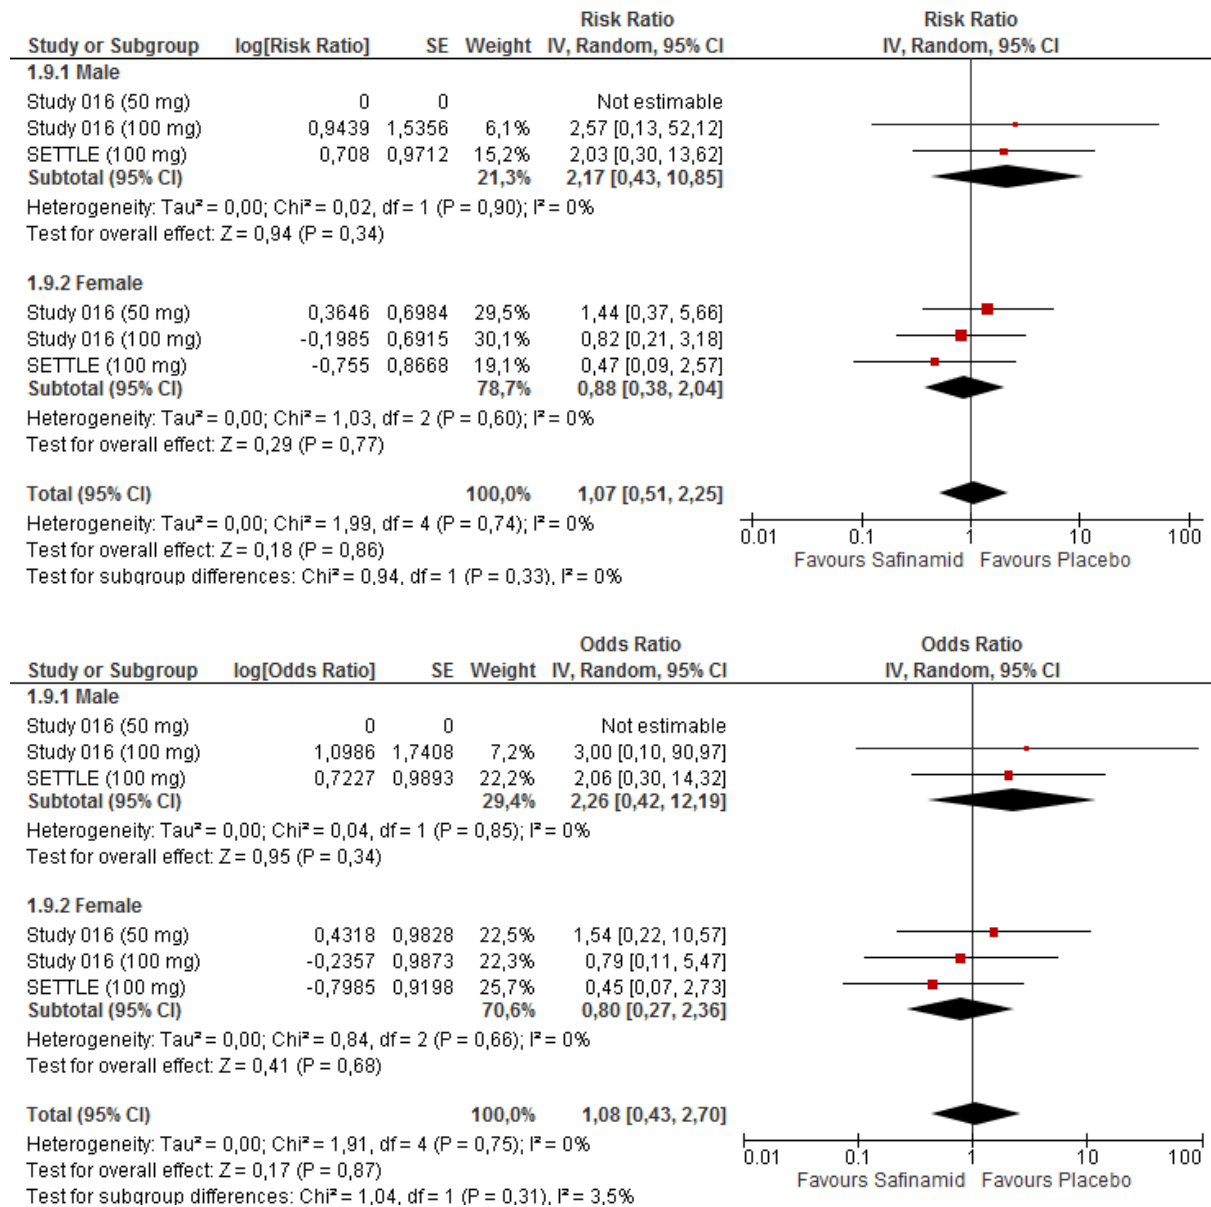 Risk Ratio Risk Ratio
Study or Subgroup log[Risk Ratio] SE Weight IV, Random, 95% CI IV, Random, 95% CI
1.9.1 Male
Study 016 (50 mg) 0 0 Not estimable
Study 016 (100 mg) 0,9439 1,5356 6,1% 2,57 [0,13, 52,12]
SETTLE (100 mg) 0,708 0,9712 15,2% 2,03 [0,30, 13,62]
Subtotal (95% CI) 21,3% 2,17 [0,43, 10,85]
Heterogeneity: Tau² = 0,00; Chi² = 0,02, df = 1 (P = 0,90); I² = 0%
Test for overall effect: Z = 0,94 (P = 0,34)
1.9.2 Female
Study 016 (50 mg) 0,3646 0,6984 29,5% 1,44 [0,37, 5,66]
Study 016 (100 mg) -0,1985 0,6915 30,1% 0,82 [0,21, 3,18]
SETTLE (100 mg) -0,755 0,8668 19,1% 0,47 [0,09, 2,57]
Subtotal (95% CI) 78,7% 0,88 [0,38, 2,04]
Heterogeneity: Tau² = 0,00; Chi² = 1,03, df = 2 (P = 0,60); I² = 0%
Test for overall effect: Z = 0,29 (P = 0,77)
Total (95% CI) 100,0% 1,07 [0,51, 2,25]
Heterogeneity: Tau² = 0,00; Chi² = 1,99, df = 4 (P = 0,74); I² = 0%
Test for overall effect: Z = 0,18 (P = 0,86)
Test for subgroup differences: Chi² = 0,94, df = 1 (P = 0,33), I² = 0%
0.01 0.1 1 10 100
Favours Safinamid Favours Placebo
Odds Ratio Odds Ratio
Study or Subgroup log[Odds Ratio] SE Weight IV, Random, 95% CI IV, Random, 95% CI
1.9.1 Male
Study 016 (50 mg) 0 0 Not estimable
Study 016 (100 mg) 1,0986 1,7408 7,2% 3,00 [0,10, 90,97]
SETTLE (100 mg) 0,7227 0,9893 22,2% 2,06 [0,30, 14,32]
Subtotal (95% CI) 29,4% 2,26 [0,42, 12,19]
Heterogeneity: Tau² = 0,00; Chi² = 0,04, df = 1 (P = 0,85); I² = 0%
Test for overall effect: Z = 0,95 (P = 0,34)
1.9.2 Female
Study 016 (50 mg) 0,4318 0,9828 22,5% 1,54 [0,22, 10,57]
Study 016 (100 mg) -0,2357 0,9873 22,3% 0,79 [0,11, 5,47]
SETTLE (100 mg) -0,7985 0,9198 25,7% 0,45 [0,07, 2,73]
Subtotal (95% CI) 70,6% 0,80 [0,27, 2,36]
Heterogeneity: Tau² = 0,00; Chi² = 0,84, df = 2 (P = 0,66); I² = 0%
Test for overall effect: Z = 0,41 (P = 0,68)
Total (95% CI) 100,0% 1,08 [0,43, 2,70]
Heterogeneity: Tau² = 0,00; Chi² = 1,91, df = 4 (P = 0,75); I² = 0%
Test for overall effect: Z = 0,17 (P = 0,87)
Test for subgroup differences: Chi² = 1,04, df = 1 (P = 0,31), I² = 3,5%
0.01 0.1 1 10 100
Favours Safinamid Favours Placebo